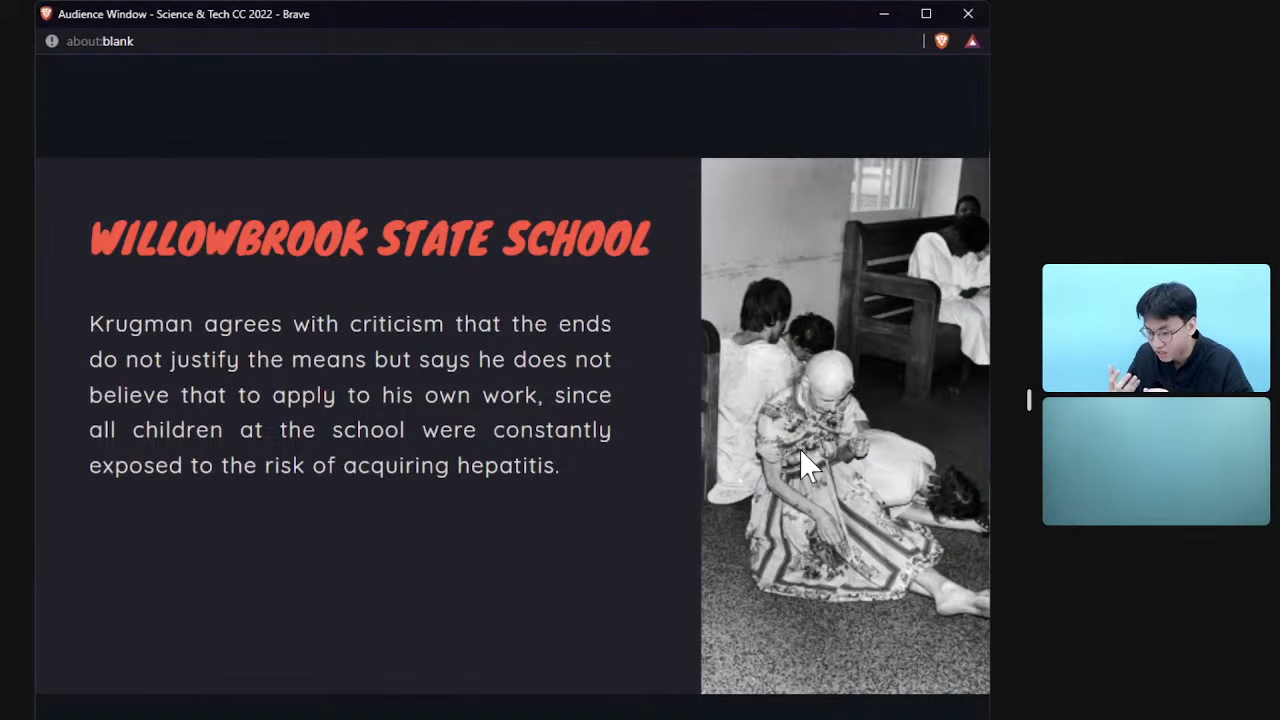 Audience Window - Science & Tech CC 2022 - Brave
about:blank
WILLOWBROOK STATE SCHOOL
Krugman agrees with criticism that the ends
do not justify the means but says he does not
believe that to apply to his own work, since
all children at the school were constantly
exposed to the risk of acquiring hepatitis.